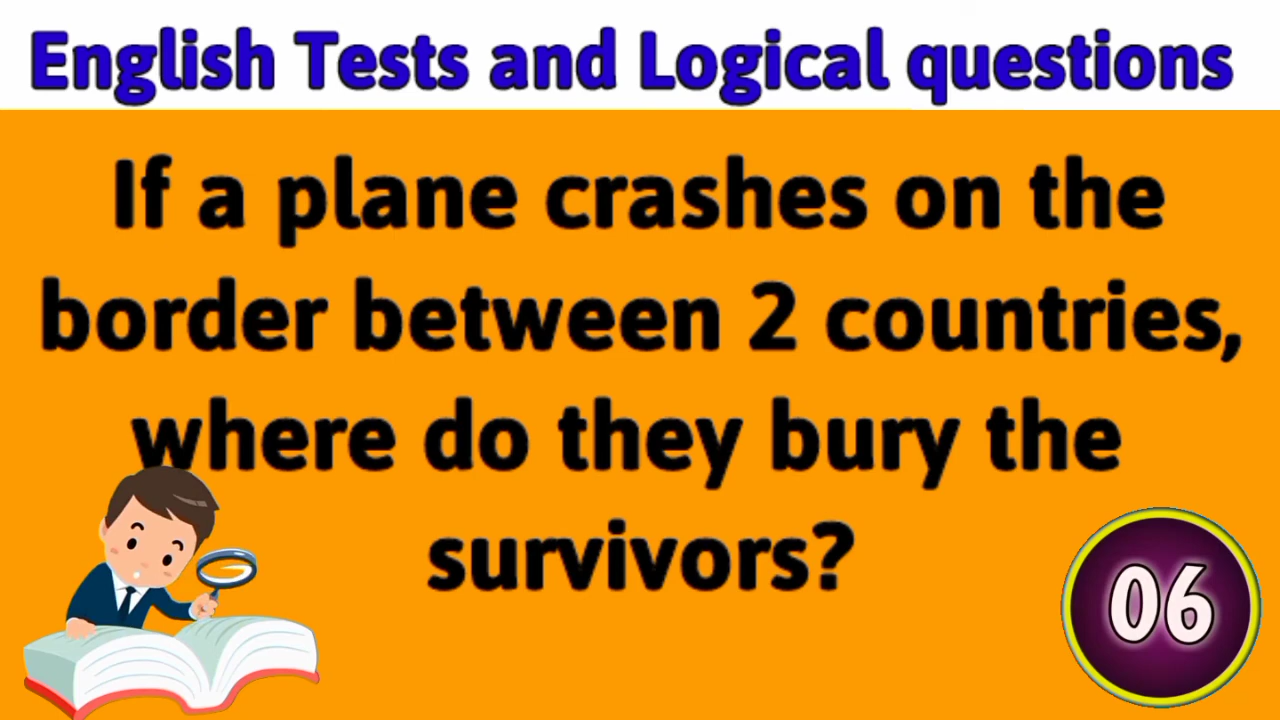 English Tests and Logical questions
If a plane crashes on the
border between 2 countries,
where do they bury the
survivors?
06